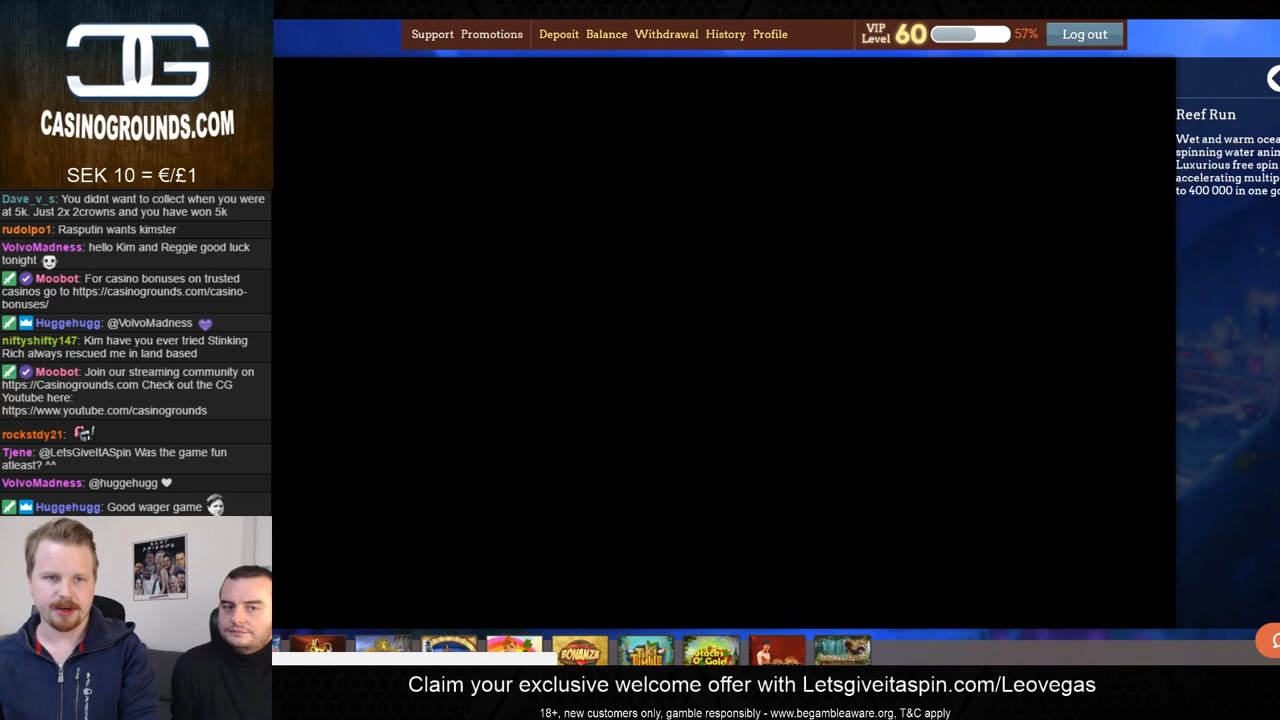 CG
CASINOGROUNDS.COM
SEK 10 = €/£1
Dave_v_s: You didnt want to collect when you were
at 5k. Just 2x 2crowns and you have won 5k
rudolpo1: Rasputin wants kimster
VolvoMadness: hello Kim and Reggie good luck
tonight
Moobot: For casino bonuses on trusted
casinos go to https://casinogrounds.com/casino-
bonuses/
Huggehugg: @VolvoMadness
niftyshifty147: Kim have you ever tried Stinking
Rich always rescued me in land based
Moobot: Join our streaming community on
https://Casinogrounds.com Check out the CG
Youtube here:
https://www.youtube.com/casinogrounds
rockstdy21:
Tjene: @LetsGiveItASpin Was the game fun
atleast? ^^
VolvoMadness: @huggehugg
Huggehugg: Good wager game
Support Promotions Deposit Balance Withdrawal History Profile
VIP
Level 60 57% Log out
Reef Run
Wet and warm ocea
spinning water anim
Luxurious free spin
accelerating multip
to 400 000 in one go
BONANZA
TIKI
TUMBLE
Stacks
O' Gold
Claim your exclusive welcome offer with Letsgiveitaspin.com/Leovegas
18+, new customers only, gamble responsibly - www.begambleaware.org, T&C apply